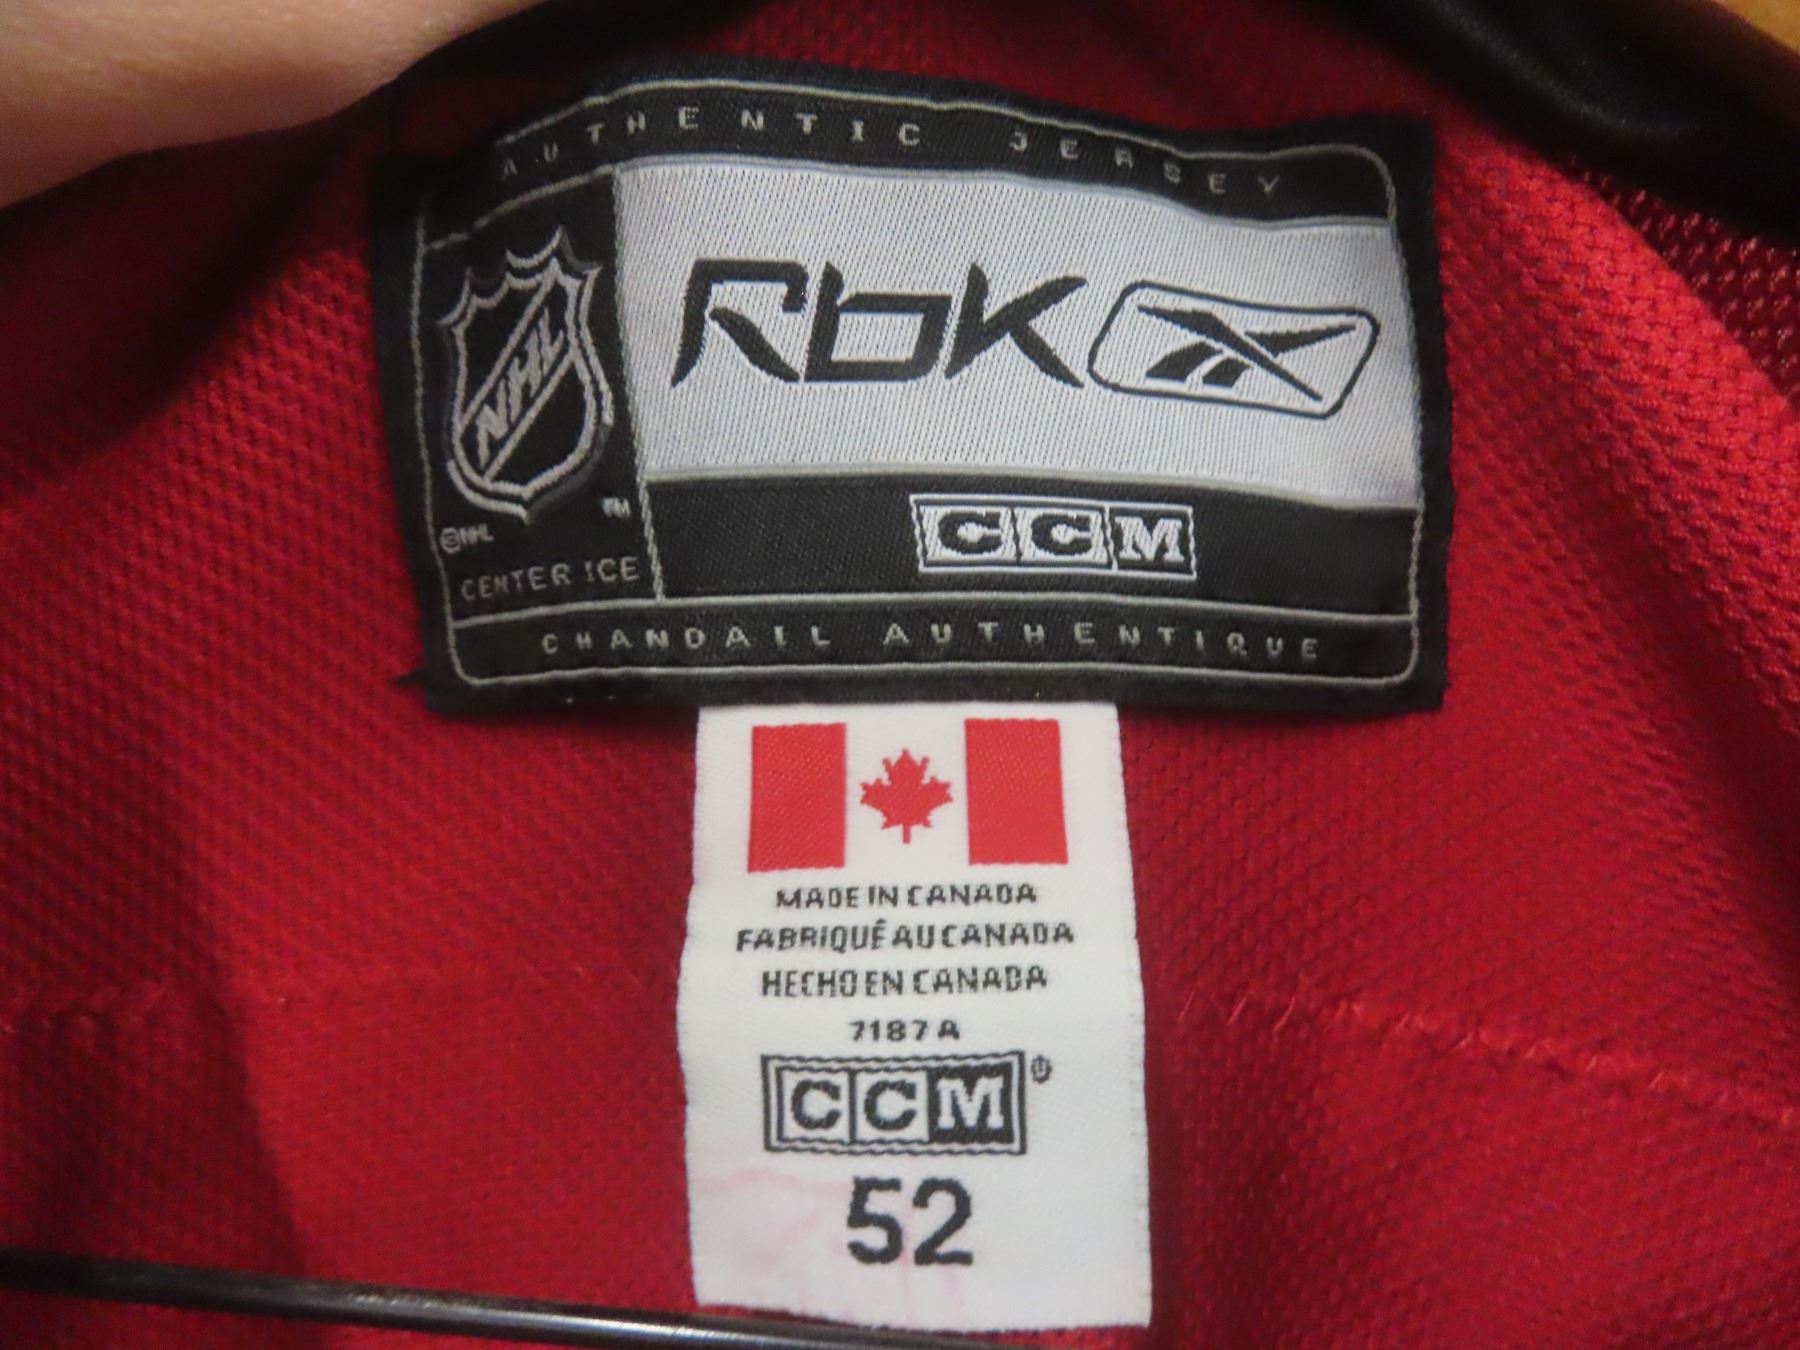 AUTHENTIC JERSEY
NHL
TM
©NHL
CENTER ICE
Rbk
CCM
CHANDAIL AUTHENTIQUE
MADE IN CANADA
FABRIQUÉ AU CANADA
HECHO EN CANADA
7187A
CCM®
52